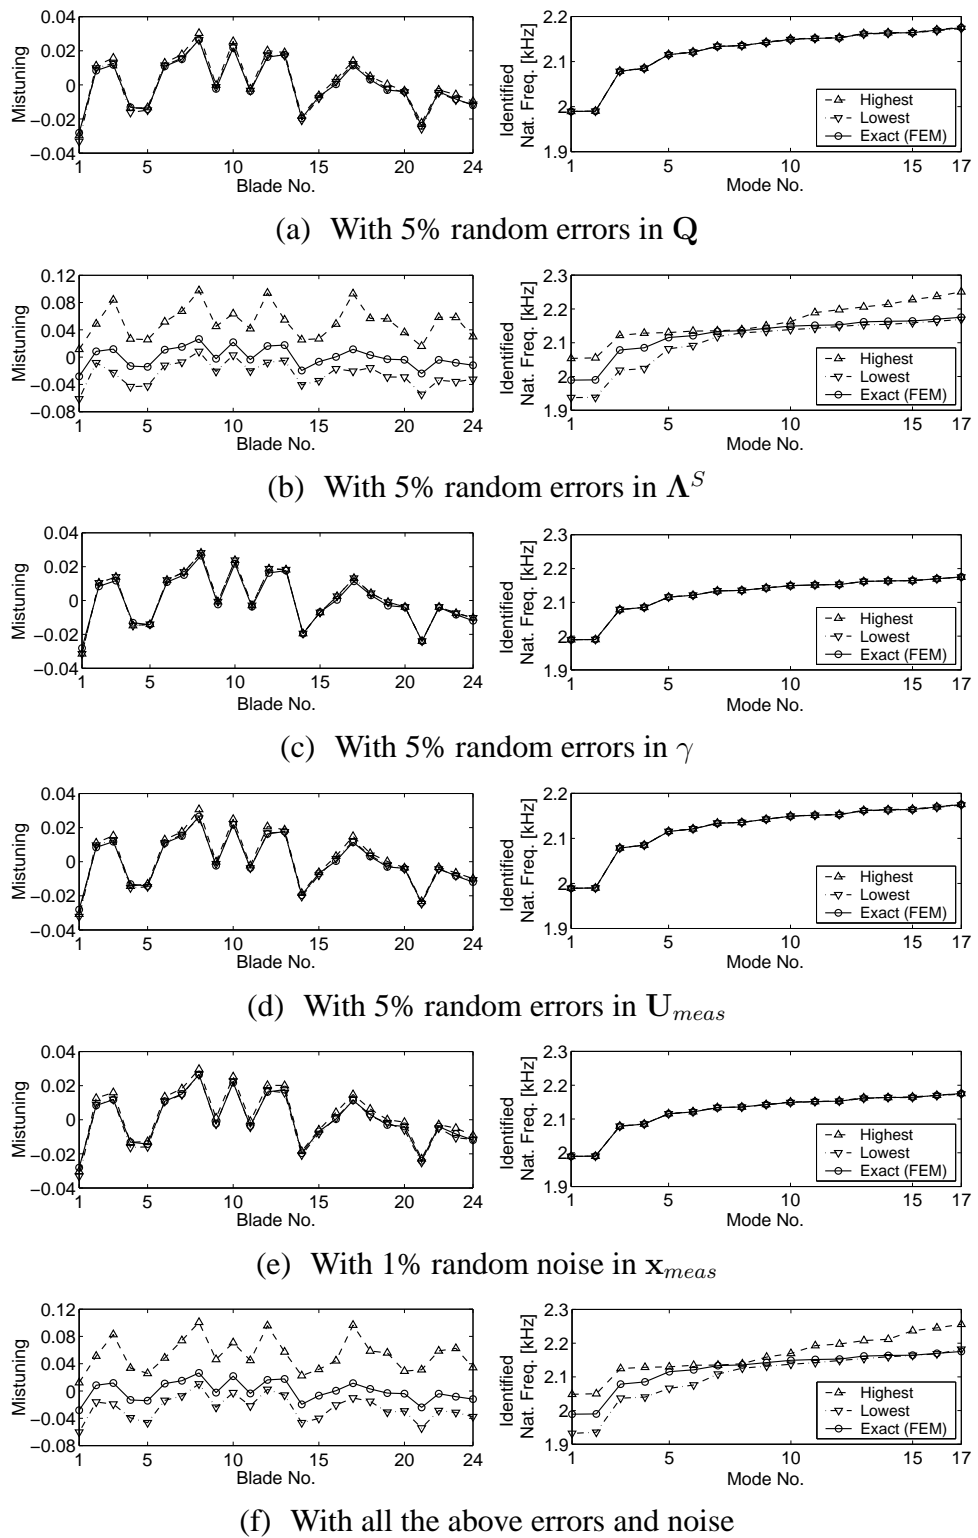 0.04
0.02
0
−0.02
−0.04
Mistuning
1 5 10 15 20 24
Blade No.
2.2
2.1
2
1.9
Identified
Nat. Freq. [kHz]
Highest
Lowest
Exact (FEM)
1 5 10 15 17
Mode No.
(a) With 5% random errors in Q
0.12
0.08
0.04
0
−0.04
−0.08
Mistuning
1 5 10 15 20 24
Blade No.
2.3
2.2
2.1
2
1.9
Identified
Nat. Freq. [kHz]
Highest
Lowest
Exact (FEM)
1 5 10 15 17
Mode No.
(b) With 5% random errors in Λ^S
0.04
0.02
0
−0.02
−0.04
Mistuning
1 5 10 15 20 24
Blade No.
2.3
2.2
2.1
2
1.9
Identified
Nat. Freq. [kHz]
Highest
Lowest
Exact (FEM)
1 5 10 15 17
Mode No.
(c) With 5% random errors in γ
0.04
0.02
0
−0.02
−0.04
Mistuning
1 5 10 15 20 24
Blade No.
2.2
2.1
2
1.9
Identified
Nat. Freq. [kHz]
Highest
Lowest
Exact (FEM)
1 5 10 15 17
Mode No.
(d) With 5% random errors in U_meas
0.04
0.02
0
−0.02
−0.04
Mistuning
1 5 10 15 20 24
Blade No.
2.3
2.2
2.1
2
1.9
Identified
Nat. Freq. [kHz]
Highest
Lowest
Exact (FEM)
1 5 10 15 17
Mode No.
(e) With 1% random noise in x_meas
0.12
0.08
0.04
0
−0.04
−0.08
Mistuning
1 5 10 15 20 24
Blade No.
2.3
2.2
2.1
2
1.9
Identified
Nat. Freq. [kHz]
Highest
Lowest
Exact (FEM)
1 5 10 15 17
Mode No.
(f) With all the above errors and noise